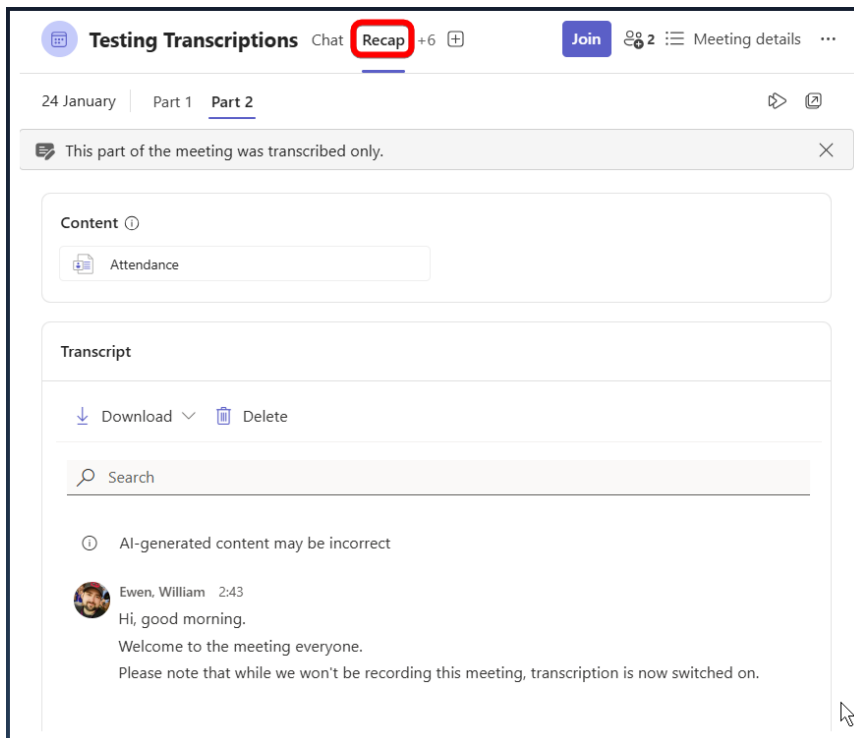 Testing Transcriptions Chat Recap +6 Join 2 Meeting details
24 January Part 1 Part 2
This part of the meeting was transcribed only.
Content
Attendance
Transcript
Download Delete
Search
AI-generated content may be incorrect
Ewen, William 2:43
Hi, good morning.
Welcome to the meeting everyone.
Please note that while we won't be recording this meeting, transcription is now switched on.